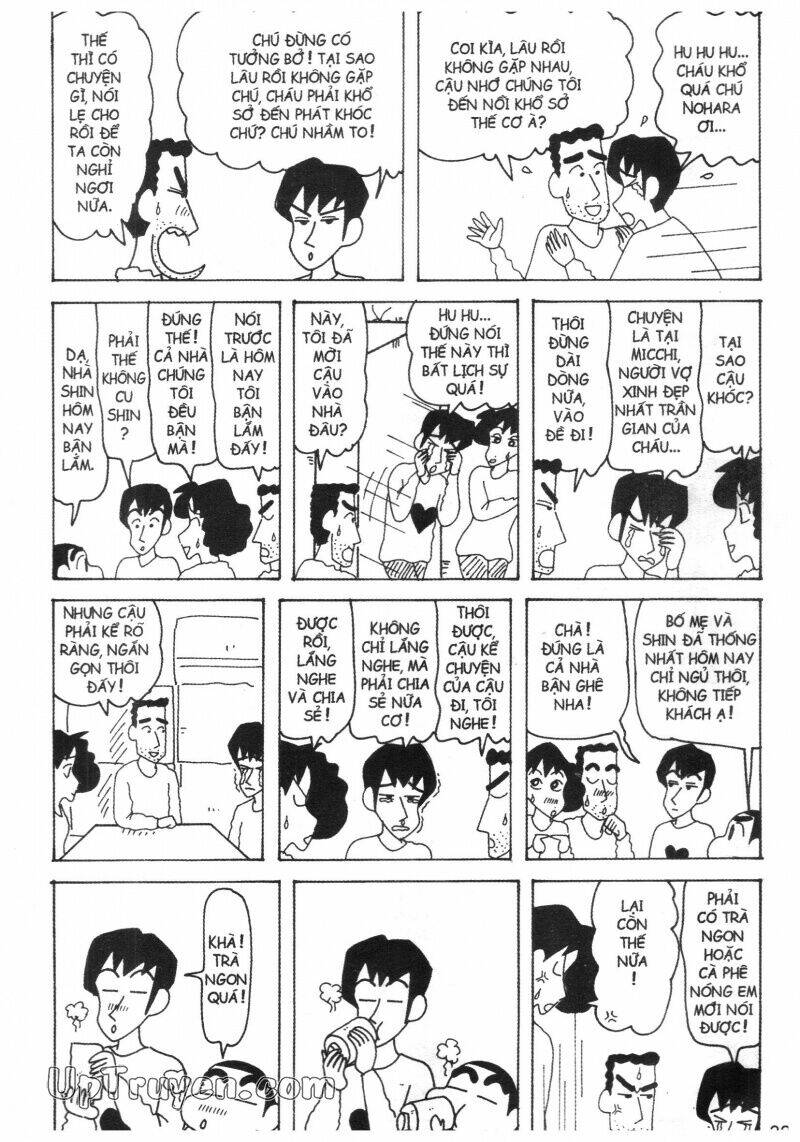 HU HU HU...
CHÁU KHỔ
QUÁ CHÚ
NOHARA
ƠI...
COI KÌA, LÂU RỒI
KHÔNG GẶP NHAU,
CẬU NHỚ CHÚNG TÔI
ĐẾN NỖI KHỔ SỞ
THẾ CƠ À?
CHÚ ĐỪNG CÓ
TƯỞNG BỞ! TẠI SAO
LÂU RỒI KHÔNG GẶP
CHÚ, CHÁU PHẢI KHỔ
SỞ ĐẾN PHÁT KHÓC
CHỨ? CHÚ NHẦM TO!
THẾ
THÌ CÓ
CHUYỆN
GÌ, NÓI
LẸ CHO
RỒI ĐỂ
TA CÒN
NGHỈ
NGƠI
NỮA.
TẠI
SAO
CẬU
KHÓC?
CHUYỆN
LÀ TẠI
MICCHI,
NGƯỜI VỢ
XINH ĐẸP
NHẤT TRẦN
GIAN CỦA
CHÁU...
THÔI
ĐỪNG
DÀI
DÒNG
NỮA,
VÀO
ĐỀ ĐI!
HU HU...
ĐỨNG NÓI
THẾ NÀY THÌ
BẤT LỊCH SỰ
QUÁ!
NÀY,
TÔI ĐÃ
MỜI
CẬU
VÀO
NHÀ
ĐÂU?
NÓI
TRƯỚC
LÀ HÔM
NAY
TÔI
BẬN
LẮM ĐẤY!
ĐÚNG
THẾ!
CẢ NHÀ
CHÚNG
TÔI
ĐỀU
BẬN
MÀ!
PHẢI
THẾ
KHÔNG
CU
SHIN
?
DẠ,
NHÀ
SHIN
HÔM
NAY
BẬN
LẮM.
BỐ MẸ VÀ
SHIN ĐÃ THỐNG
NHẤT HÔM NAY
CHỈ NGỦ THÔI,
KHÔNG TIẾP
KHÁCH Ạ!
CHÀ!
ĐÚNG LÀ
CẢ NHÀ
BẬN GHÊ
NHA!
THÔI
ĐƯỢC,
CẬU KỂ
CHUYỆN
CỦA CẬU
ĐI, TÔI
NGHE!
KHÔNG
CHỈ LẮNG
NGHE, MÀ
PHẢI CHIA
SẺ NỮA
CƠ!
ĐƯỢC
RỒI,
LẮNG
NGHE
VÀ CHIA
SẺ!
NHƯNG CẬU
PHẢI KỂ RÕ
RÀNG, NGẮN
GỌN THÔI
ĐẤY!
PHẢI
CÓ TRÀ
NGON
HOẶC
CÀ PHÊ
NÓNG EM
MỚI NÓI
ĐƯỢC!
LẠI
CÒN
THẾ
NỮA
!
KHÀ!
TRÀ
NGON
QUÁ!
UpTruyen.com